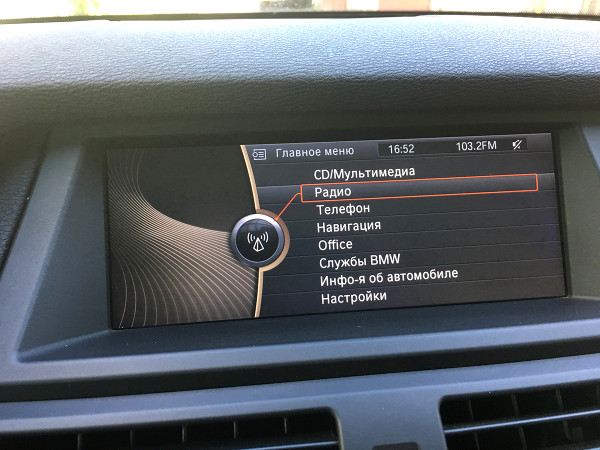 Главное меню 16:52 103.2FM
CD/Мультимедиа
Радио
Телефон
Навигация
Office
Службы BMW
Инфо-я об автомобиле
Настройки